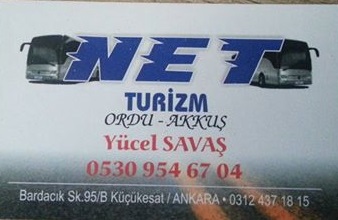 NET
TURİZM
ORDU - AKKUŞ
Yücel SAVAŞ
0530 954 67 04
Bardacık Sk.95/B Küçükesat / ANKARA • 0312 437 18 15